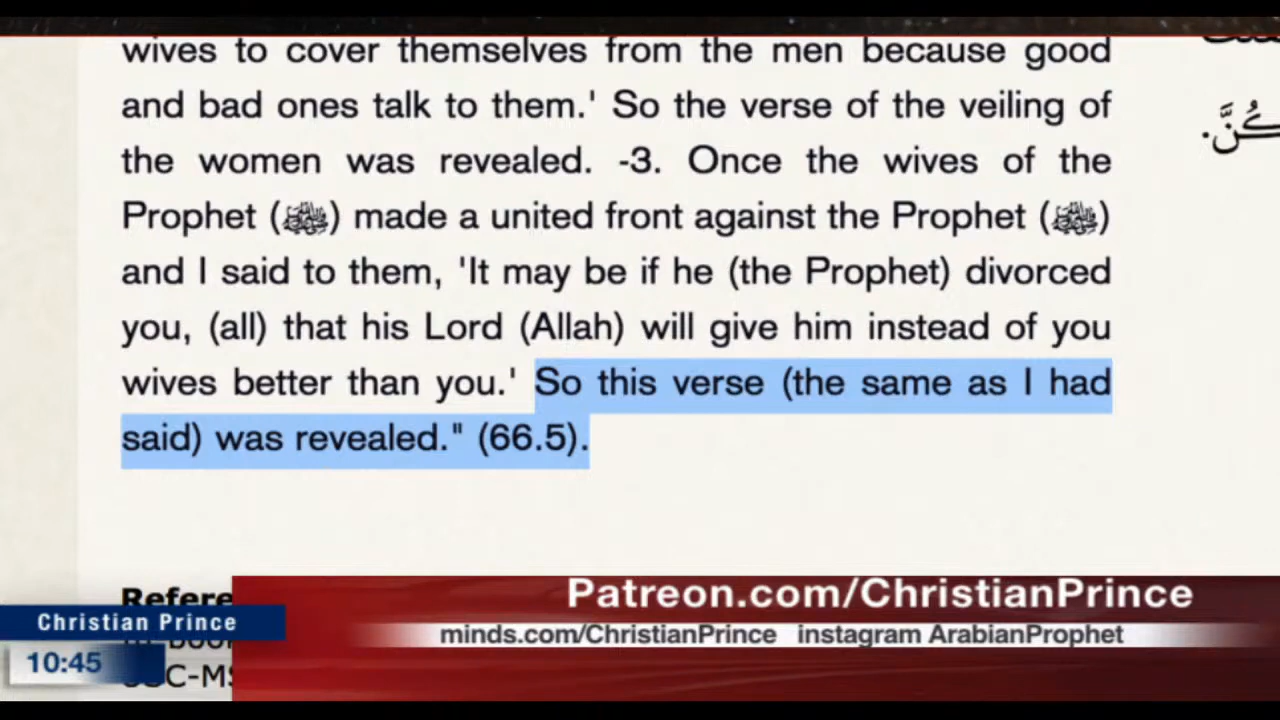 wives to cover themselves from the men because good
and bad ones talk to them.' So the verse of the veiling of
the women was revealed. -3. Once the wives of the
Prophet (ﷺ) made a united front against the Prophet (ﷺ)
and I said to them, 'It may be if he (the Prophet) divorced
you, (all) that his Lord (Allah) will give him instead of you
wives better than you.' So this verse (the same as I had
said) was revealed." (66.5).
كُنَّ.
Refere
Patreon.com/ChristianPrince
Christian Prince
minds.com/ChristianPrince instagram ArabianProphet
10:45